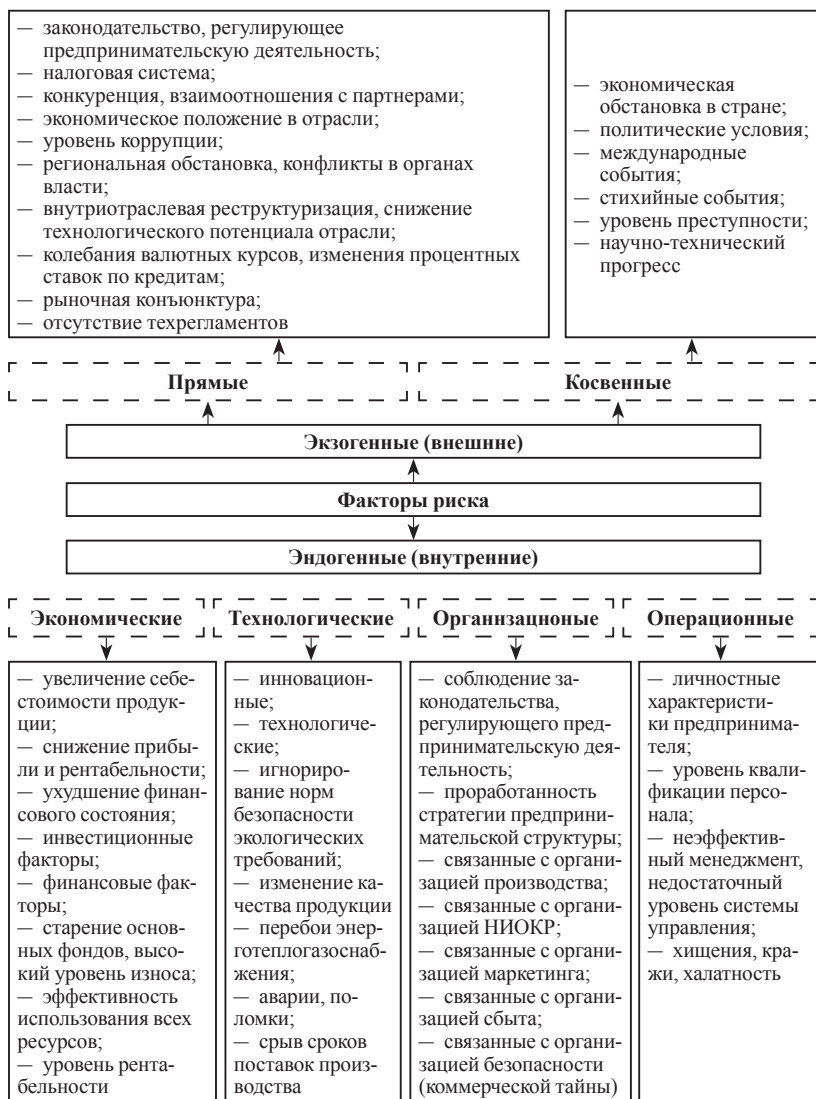 — законодательство, регулирующее
предпринимательскую деятельность;
— налоговая система;
— конкуренция, взаимоотношения с партнерами;
— экономическое положение в отрасли;
— уровень коррупции;
— региональная обстановка, конфликты в органах
власти;
— внутриотраслевая реструктуризация, снижение
технологического потенциала отрасли;
— колебания валютных курсов, изменения процентных
ставок по кредитам;
— рыночная конъюнктура;
— отсутствие техрегламентов
— экономическая
обстановка в стране;
— политические условия;
— международные
события;
— стихийные события;
— уровень преступности;
— научно-технический
прогресс
Прямые
Косвенные
Экзогенные (внешнне)
Факторы риска
Эндогенные (внутренние)
Экономические
Технологические
Органнзацноные
Операционные
— увеличение себе-
стоимости продук-
ции;
— снижение прибы-
ли и рентабельности;
— ухудшение финан-
сового состояния;
— инвестиционные
факторы;
— финансовые фак-
торы;
— старение основ-
ных фондов, высо-
кий уровень износа;
— эффективность
использования всех
ресурсов;
— уровень рента-
бельности
— инновацион-
ные;
— технологиче-
ские;
— игнориро-
вание норм
безопасности
экологических
требований;
— изменение ка-
чества продукции
— перебои энер-
готеплогазоснаб-
жения;
— аварии, по-
ломки;
— срыв сроков
поставок произ-
водства
— соблюдение за-
конодательства,
регулирующего пред-
принимательскую дея-
тельность;
— проработанность
стратегии предприни-
мательской структуры;
— связанные с органи-
зацией производства;
— связанные с органи-
зацией НИОКР;
— связанные с органи-
зацией маркетинга;
— связанные с органи-
зацией сбыта;
— связанные с органи-
зацией безопасности
(коммерческой тайны)
— личностные
характеристи-
ки предпринима-
теля;
— уровень квали-
фикации персо-
нала;
— неэффектив-
ный менеджмент,
недостаточный
уровень системы
управления;
— хищения, кра-
жи, халатность